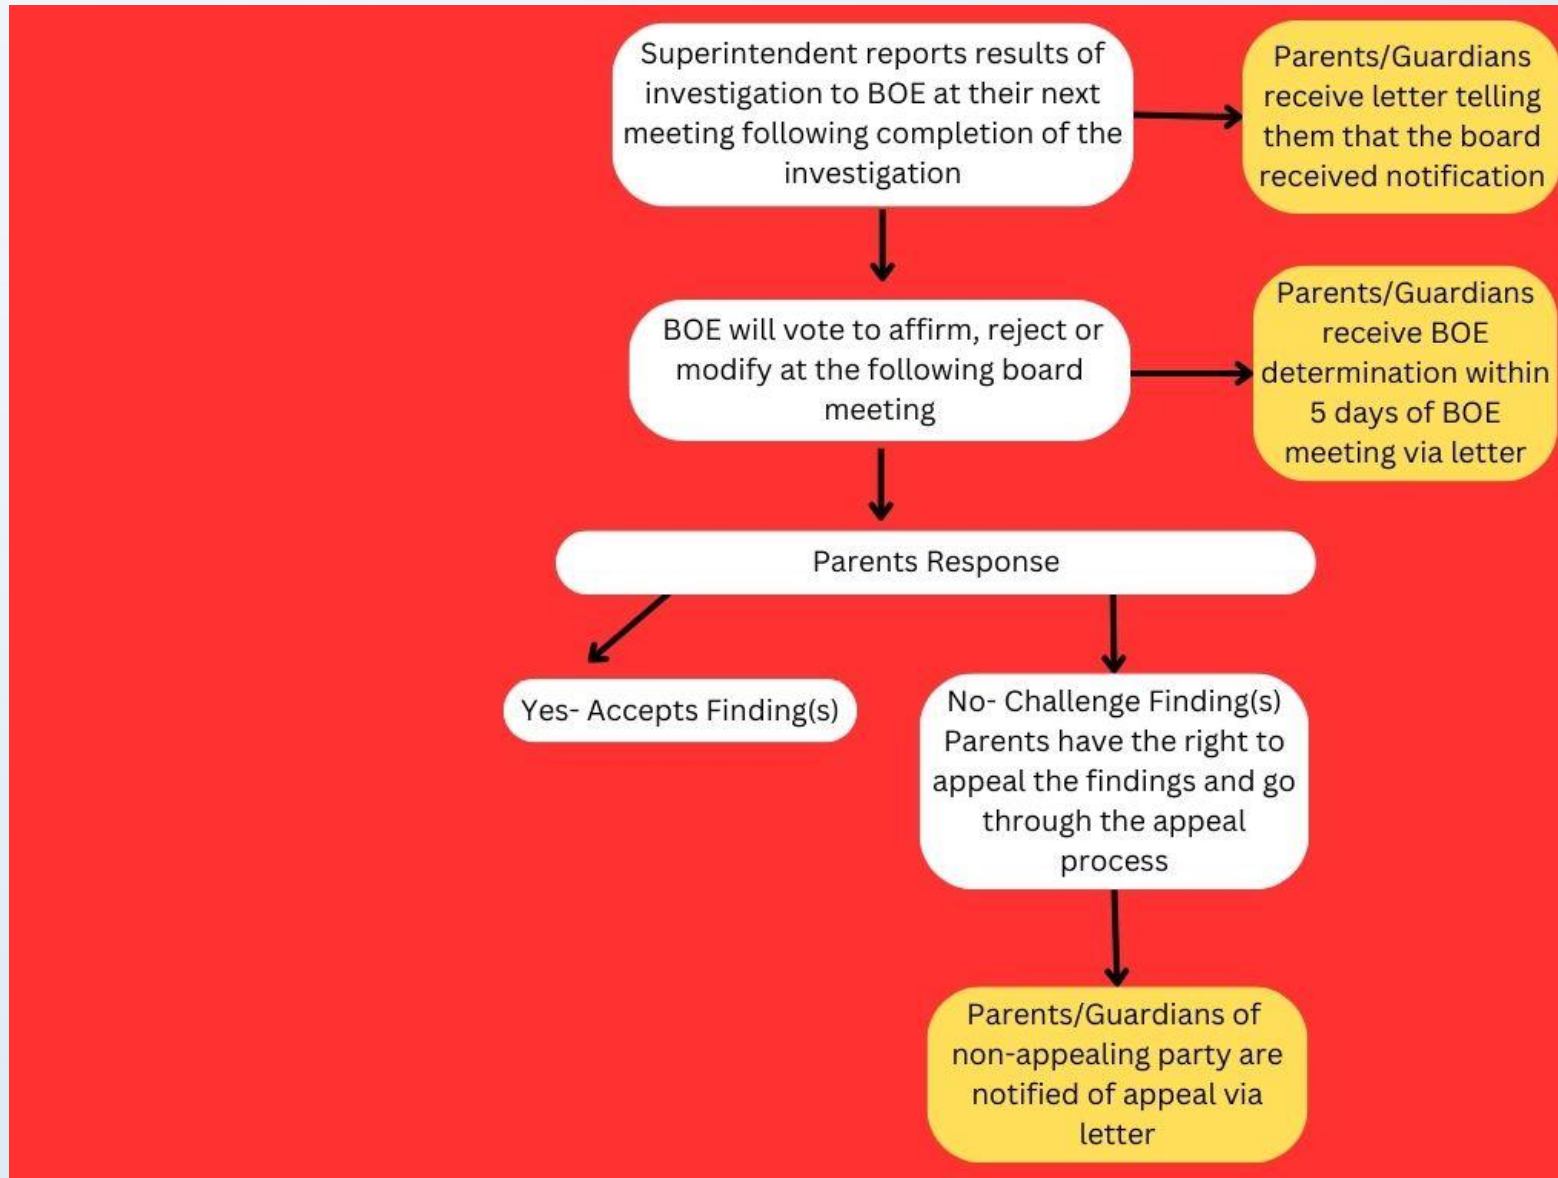 Superintendent reports results of
investigation to BOE at their next
meeting following completion of the
investigation
Parents/Guardians
receive letter telling
them that the board
received notification
BOE will vote to affirm, reject or
modify at the following board
meeting
Parents/Guardians
receive BOE
determination within
5 days of BOE
meeting via letter
Parents Response
Yes- Accepts Finding(s)
No- Challenge Finding(s)
Parents have the right to
appeal the findings and go
through the appeal
process
Parents/Guardians of
non-appealing party are
notified of appeal via
letter